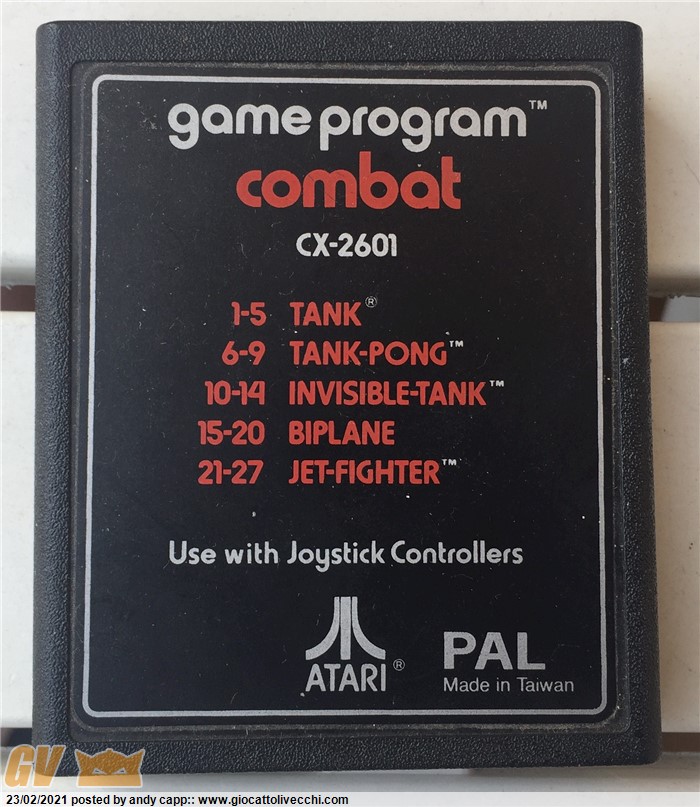 game program™
combat
CX-2601
1-5 TANK®
6-9 TANK-PONG™
10-14 INVISIBLE-TANK™
15-20 BIPLANE
21-27 JET-FIGHTER™
Use with Joystick Controllers
ATARI®
PAL
Made in Taiwan
GV
23/02/2021 posted by andy capp:: www.giocattolivecchi.com